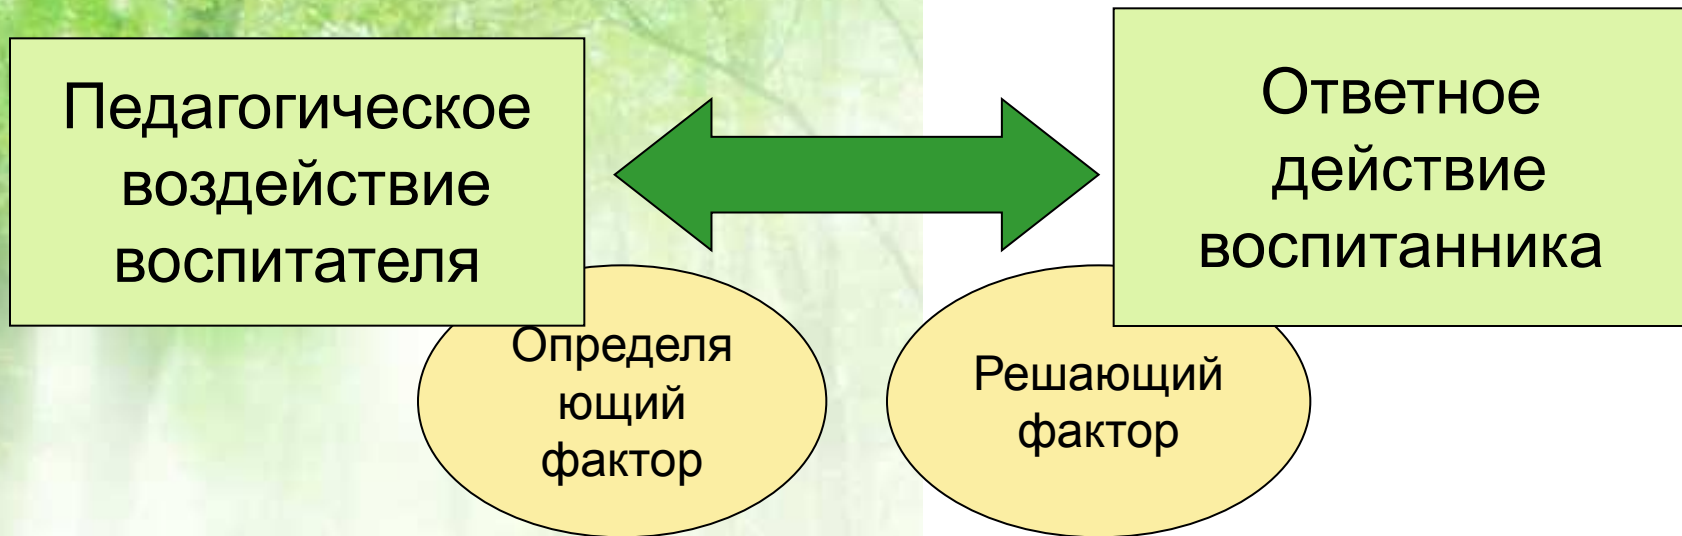 Педагогическое
воздействие
воспитателя
Ответное
действие
воспитанника
Определя
ющий
фактор
Решающий
фактор